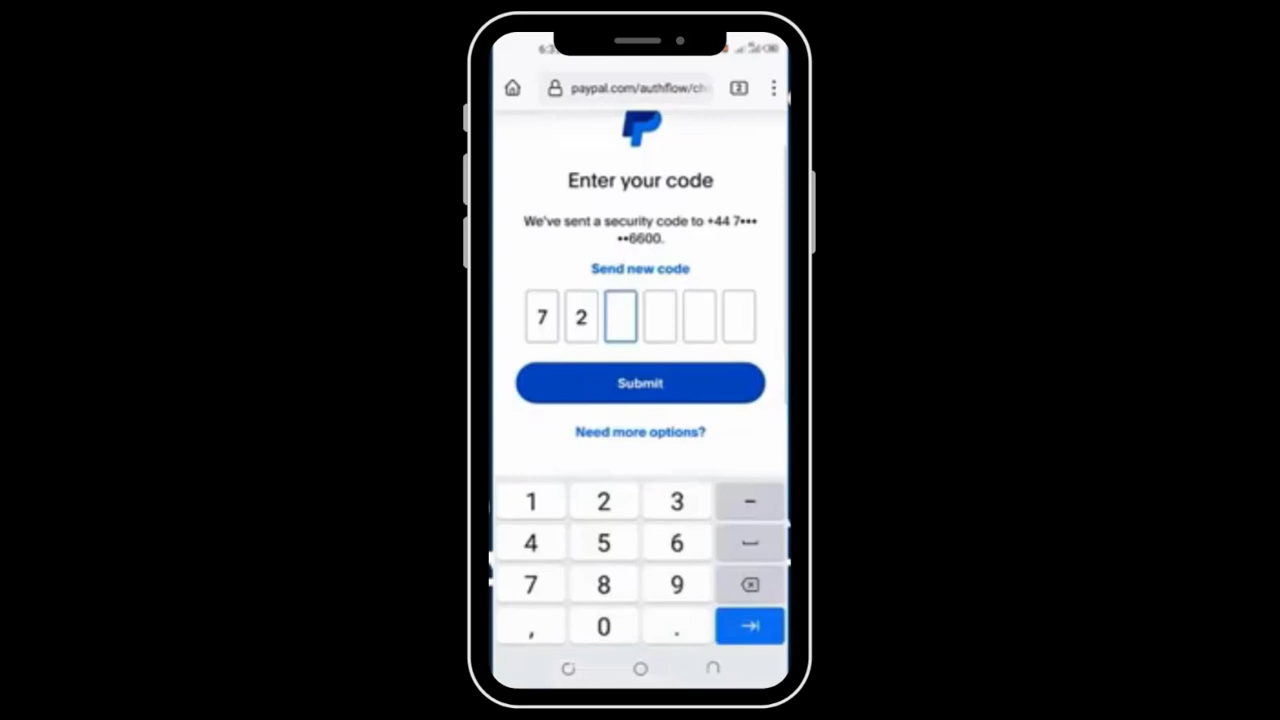 paypal.com/authflow/ch
2
Enter your code
We've sent a security code to +44 7•••
••6600.
Send new code
7 2
Submit
Need more options?
1 2 3 -
4 5 6
7 8 9
, 0 .